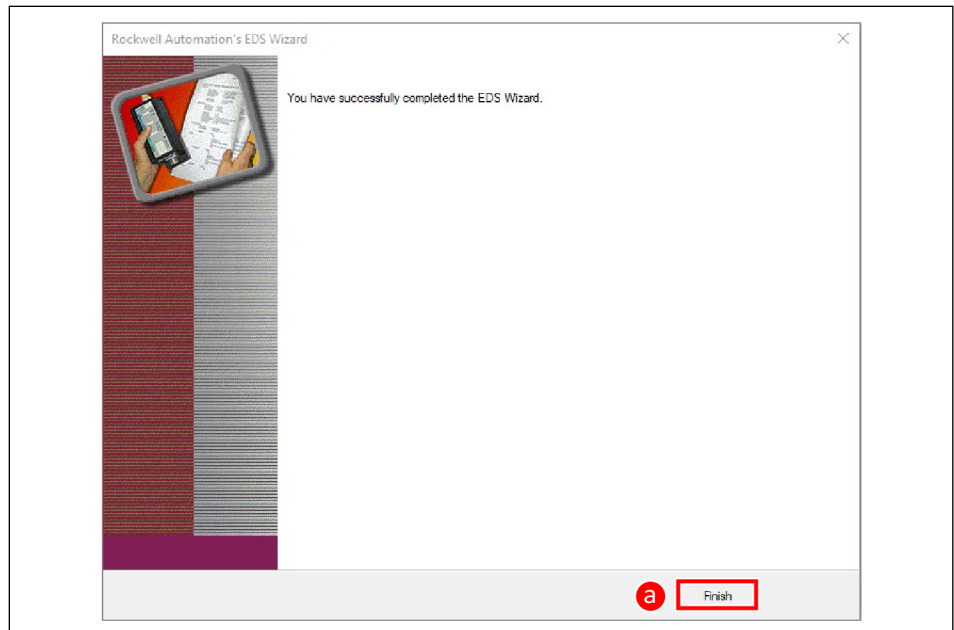 Rockwell Automation's EDS Wizard
You have successfully completed the EDS Wizard.
a
Finish